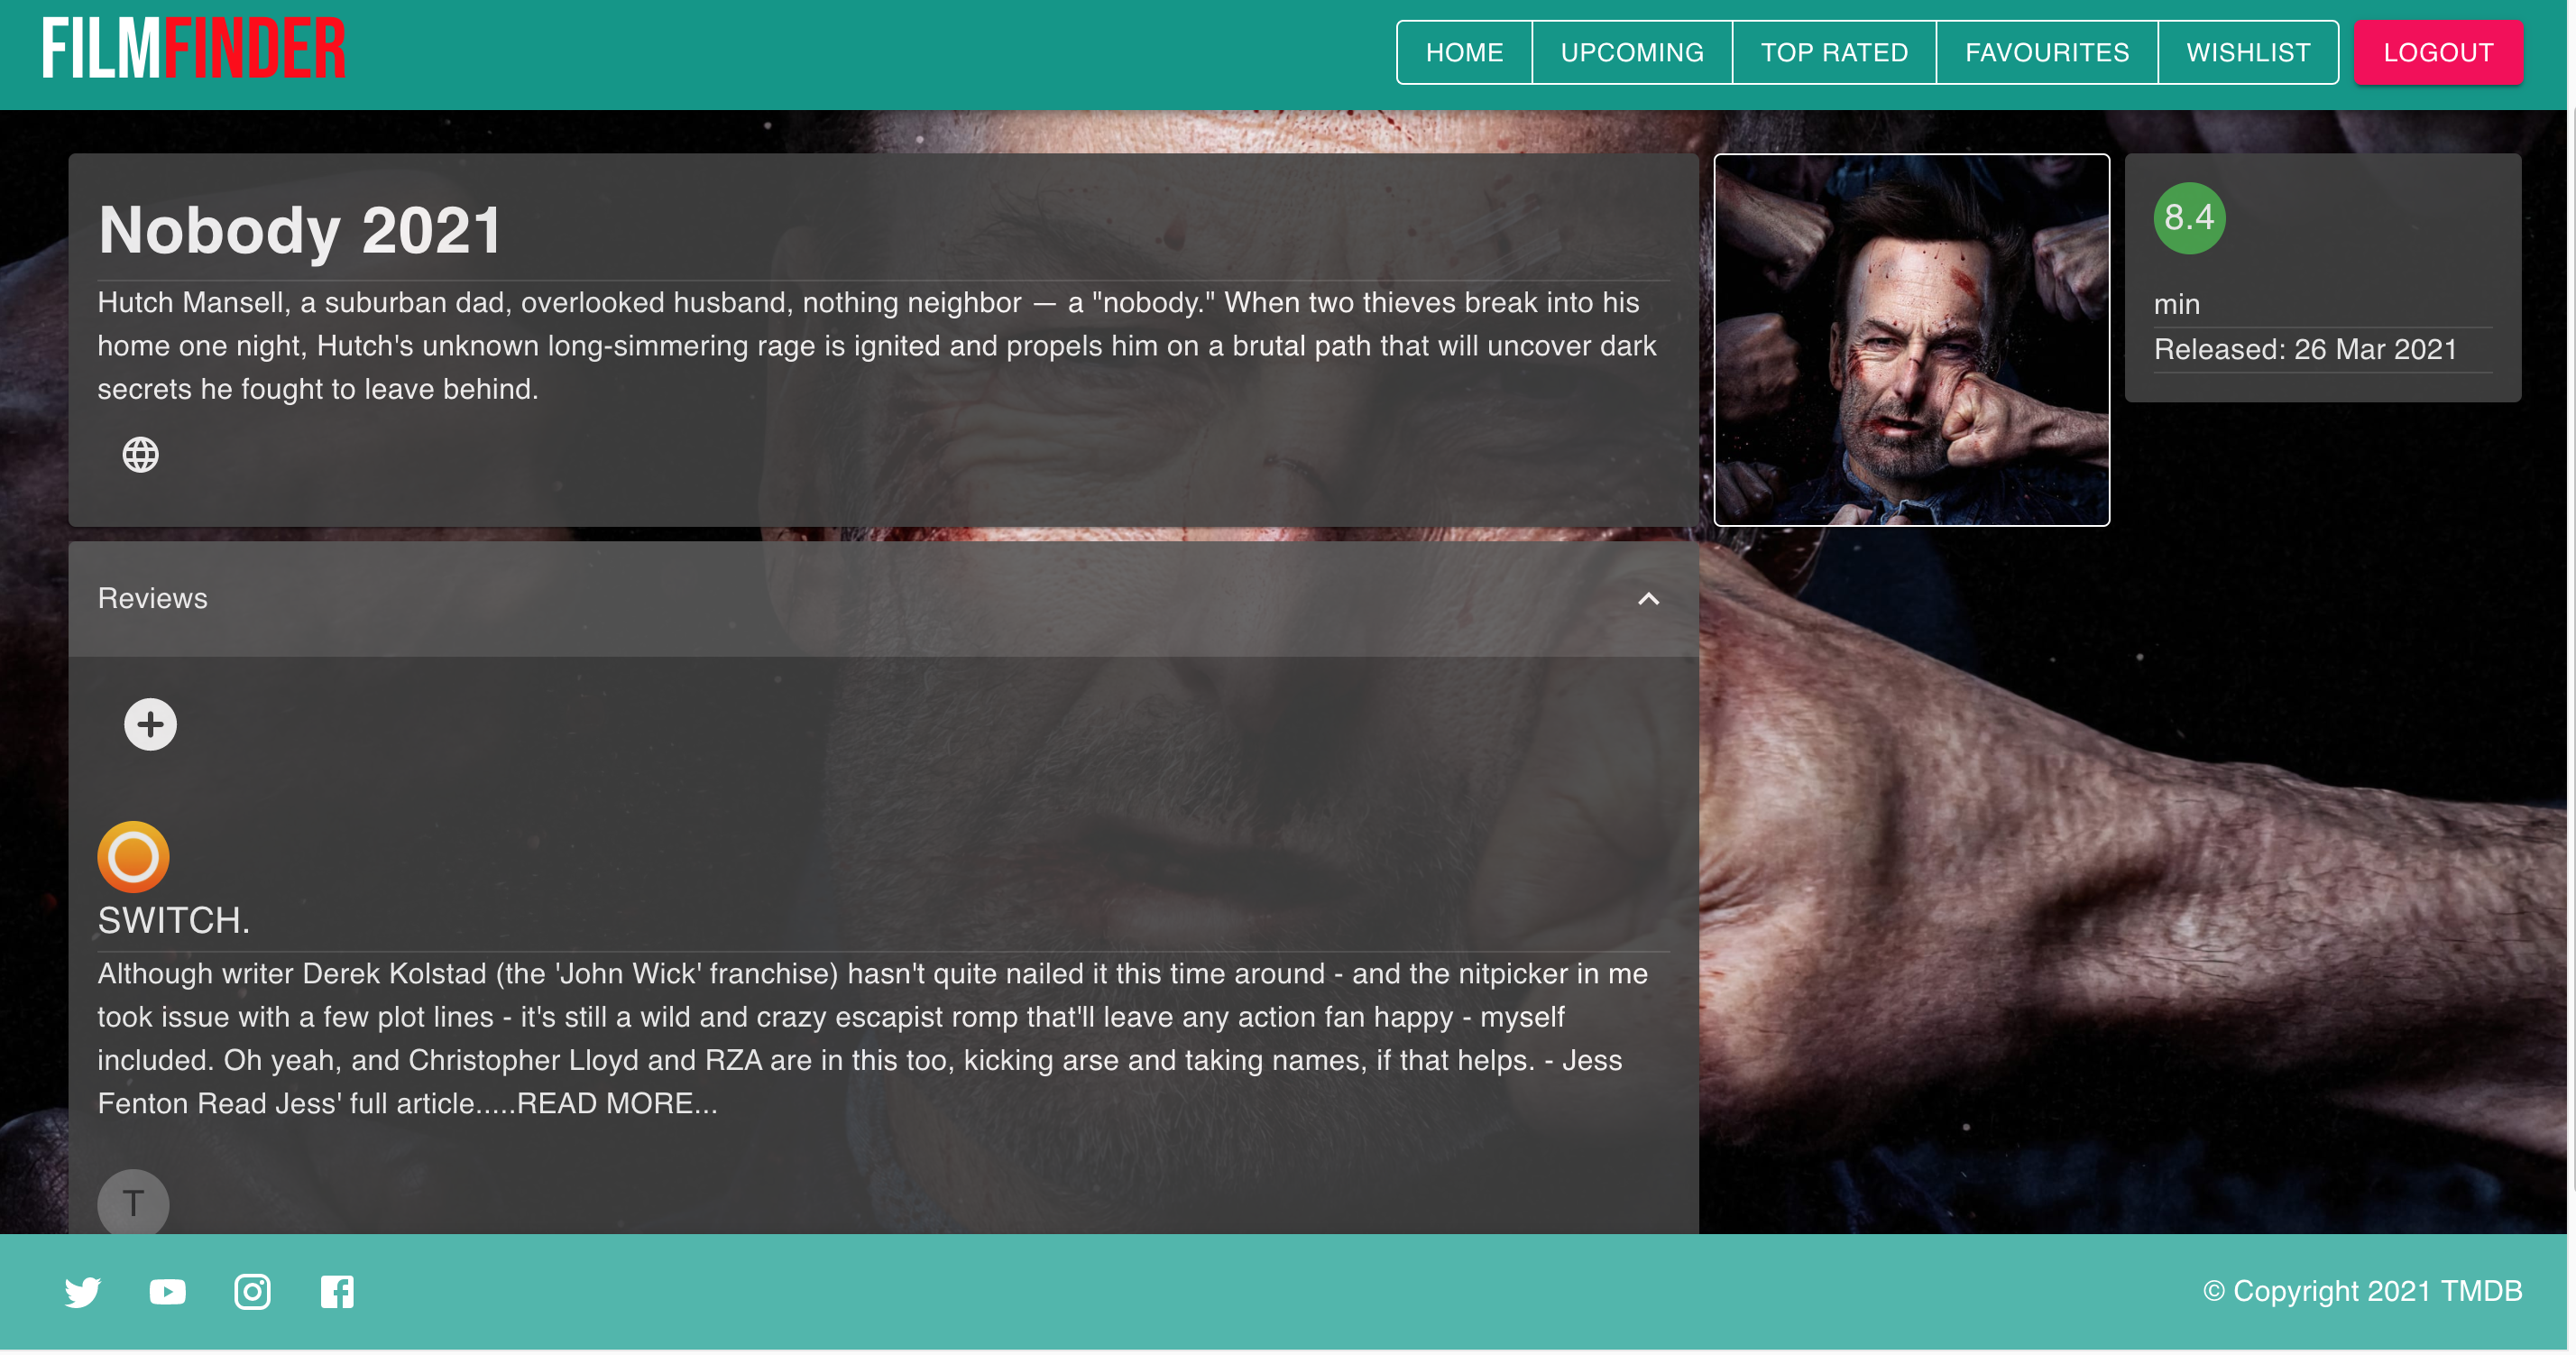 FILMFINDER
HOME UPCOMING TOP RATED FAVOURITES WISHLIST LOGOUT
Nobody 2021
Hutch Mansell, a suburban dad, overlooked husband, nothing neighbor — a "nobody." When two thieves break into his
home one night, Hutch's unknown long-simmering rage is ignited and propels him on a brutal path that will uncover dark
secrets he fought to leave behind.
8.4
min
Released: 26 Mar 2021
Reviews
SWITCH.
Although writer Derek Kolstad (the 'John Wick' franchise) hasn't quite nailed it this time around - and the nitpicker in me
took issue with a few plot lines - it's still a wild and crazy escapist romp that'll leave any action fan happy - myself
included. Oh yeah, and Christopher Lloyd and RZA are in this too, kicking arse and taking names, if that helps. - Jess
Fenton Read Jess' full article.....READ MORE...
T
© Copyright 2021 TMDB